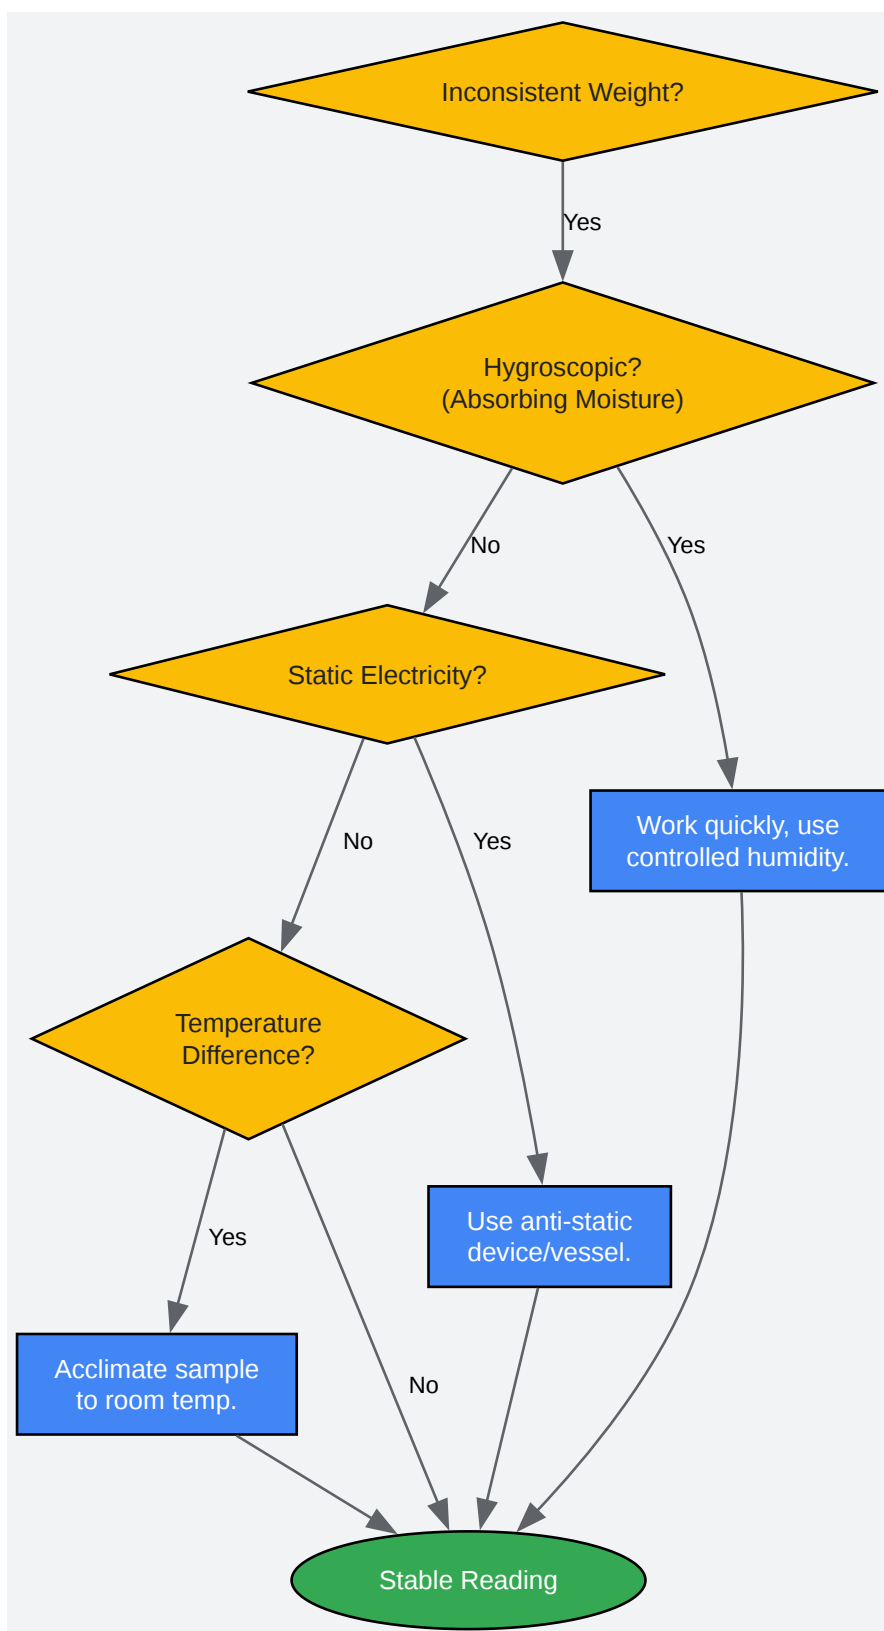 Inconsistent Weight?
Yes
Hygroscopic?
(Absorbing Moisture)
No
Yes
Static Electricity?
No
Yes
Work quickly, use
controlled humidity.
Temperature
Difference?
Yes
Use anti-static
device/vessel.
Acclimate sample
to room temp.
No
Stable Reading